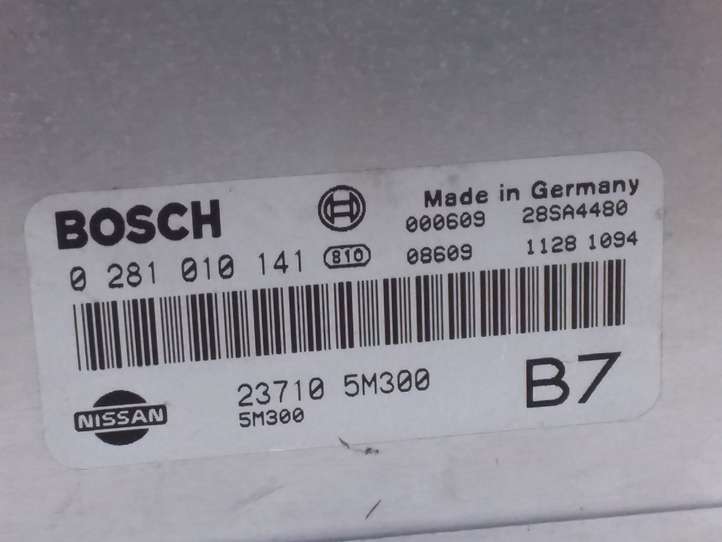 BOSCH
Made in Germany
000609 28SA4480
0 281 010 141 810 08609 1128 1094
NISSAN
23710 5M300
5M300
B7